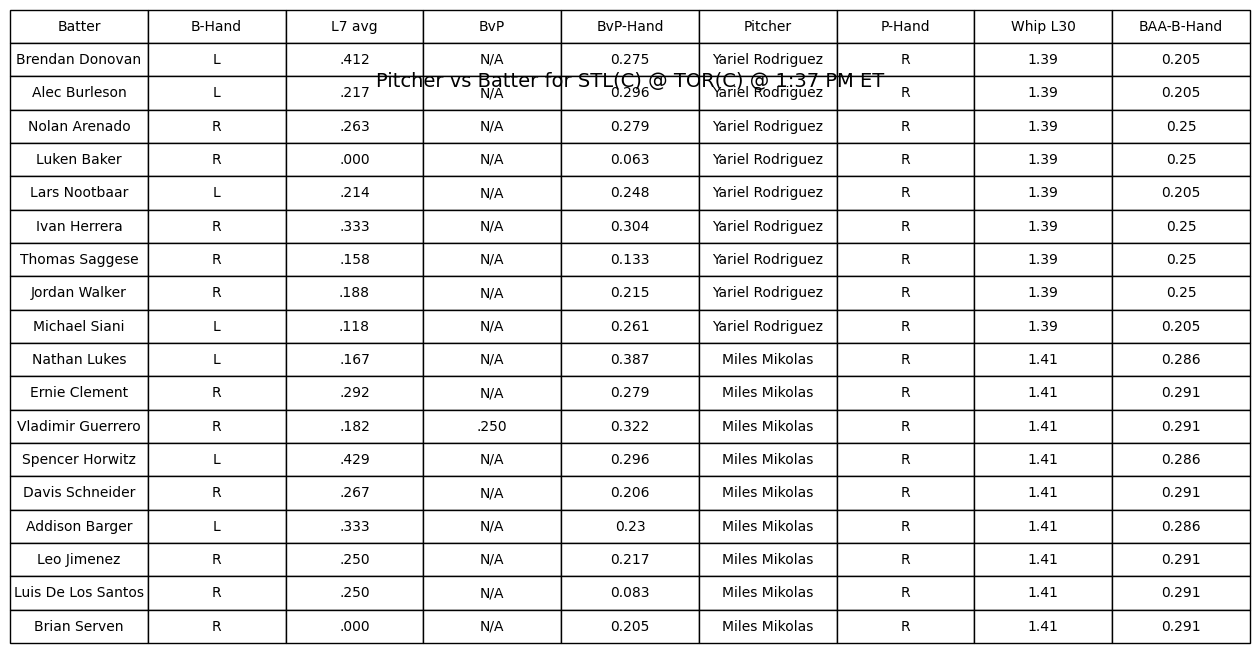 Batter B-Hand L7 avg BvP BvP-Hand Pitcher P-Hand Whip L30 BAA-B-Hand
Brendan Donovan L .412 N/A 0.275 Yariel Rodriguez R 1.39 0.205
Pitcher vs Batter for STL(C) @ TOR(C) @ 1:37 PM ET
Alec Burleson L .217 N/A 0.296 Yariel Rodriguez R 1.39 0.205
Nolan Arenado R .263 N/A 0.279 Yariel Rodriguez R 1.39 0.25
Luken Baker R .000 N/A 0.063 Yariel Rodriguez R 1.39 0.25
Lars Nootbaar L .214 N/A 0.248 Yariel Rodriguez R 1.39 0.205
Ivan Herrera R .333 N/A 0.304 Yariel Rodriguez R 1.39 0.25
Thomas Saggese R .158 N/A 0.133 Yariel Rodriguez R 1.39 0.25
Jordan Walker R .188 N/A 0.215 Yariel Rodriguez R 1.39 0.25
Michael Siani L .118 N/A 0.261 Yariel Rodriguez R 1.39 0.205
Nathan Lukes L .167 N/A 0.387 Miles Mikolas R 1.41 0.286
Ernie Clement R .292 N/A 0.279 Miles Mikolas R 1.41 0.291
Vladimir Guerrero R .182 .250 0.322 Miles Mikolas R 1.41 0.291
Spencer Horwitz L .429 N/A 0.296 Miles Mikolas R 1.41 0.286
Davis Schneider R .267 N/A 0.206 Miles Mikolas R 1.41 0.291
Addison Barger L .333 N/A 0.23 Miles Mikolas R 1.41 0.286
Leo Jimenez R .250 N/A 0.217 Miles Mikolas R 1.41 0.291
Luis De Los Santos R .250 N/A 0.083 Miles Mikolas R 1.41 0.291
Brian Serven R .000 N/A 0.205 Miles Mikolas R 1.41 0.291